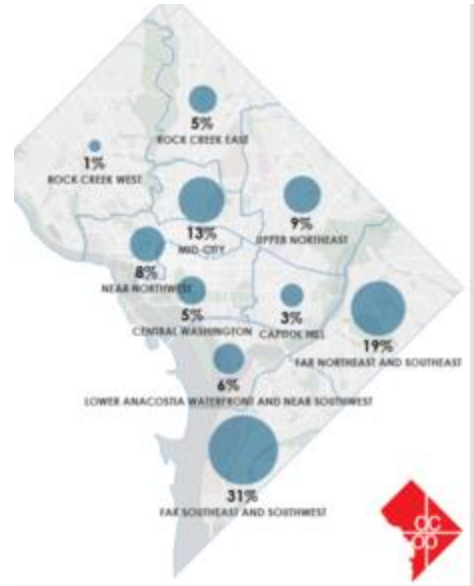 5%
ROCK CREEK EAST
1%
ROCK CREEK WEST
13%
MID-CITY
9%
UPPER NORTHEAST
8%
NEAR NORTHWEST
5%
CENTRAL WASHINGTON
3%
CAPITOL HILL
19%
FAR NORTHEAST AND SOUTHEAST
6%
LOWER ANACOSTIA WATERFRONT AND NEAR SOUTHWEST
31%
FAR SOUTHEAST AND SOUTHWEST
dc
op